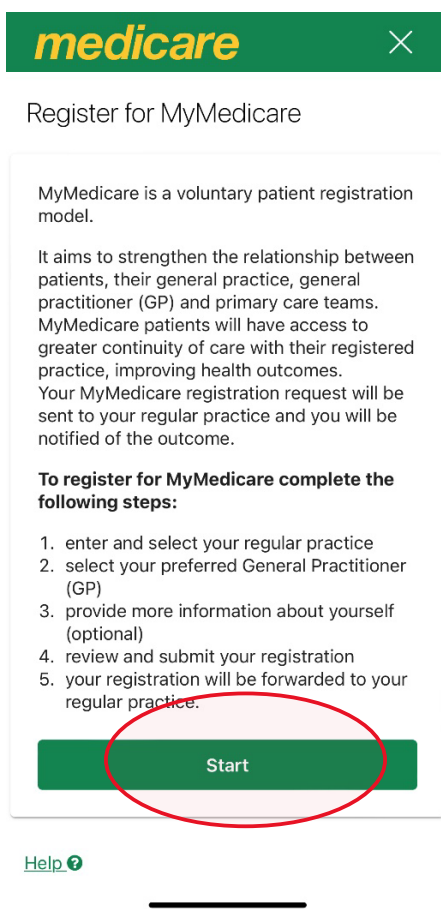 medicare
Register for MyMedicare
MyMedicare is a voluntary patient registration
model.
It aims to strengthen the relationship between
patients, their general practice, general
practitioner (GP) and primary care teams.
MyMedicare patients will have access to
greater continuity of care with their registered
practice, improving health outcomes.
Your MyMedicare registration request will be
sent to your regular practice and you will be
notified of the outcome.
To register for MyMedicare complete the
following steps:
1. enter and select your regular practice
2. select your preferred General Practitioner
(GP)
3. provide more information about yourself
(optional)
4. review and submit your registration
5. your registration will be forwarded to your
regular practice.
Start
Help ?